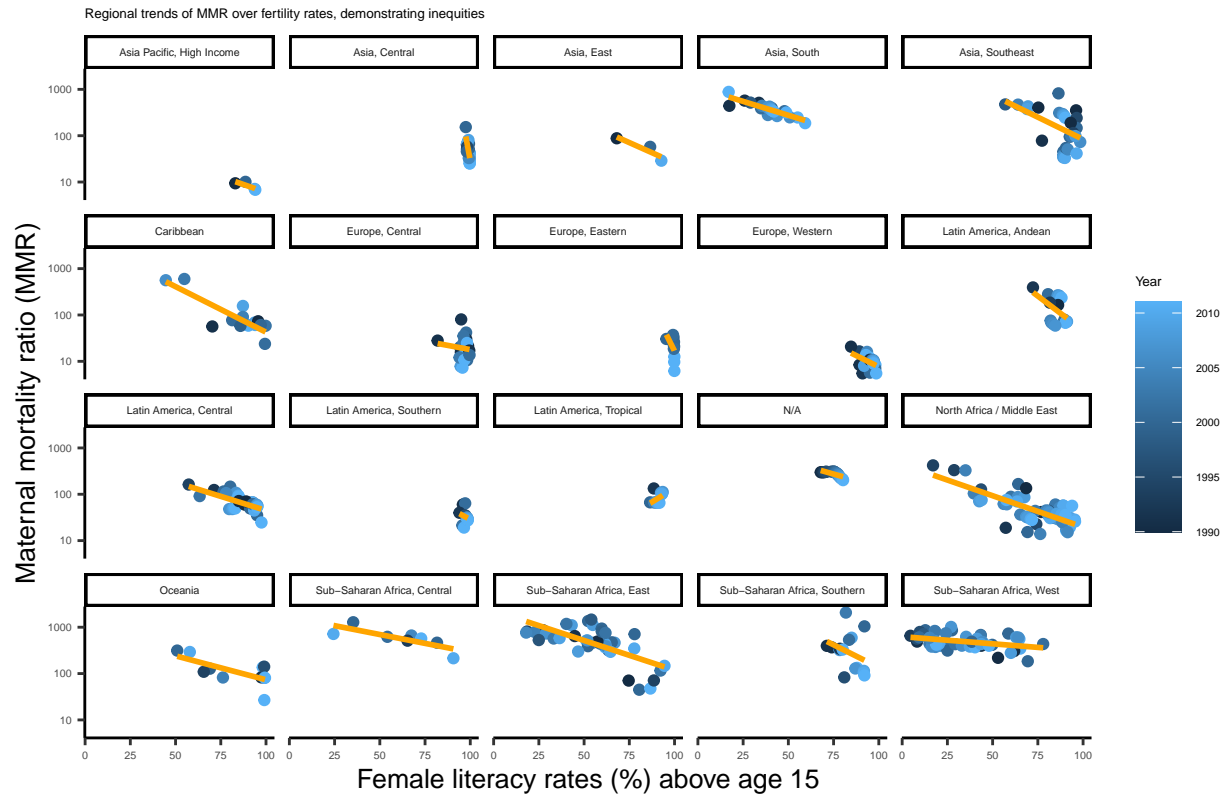 Regional trends of MMR over fertility rates, demonstrating inequities
Asia Pacific, High Income
Asia, Central
Asia, East
Asia, South
Asia, Southeast
1000
100
10
Caribbean
Europe, Central
Europe, Eastern
Europe, Western
Latin America, Andean
1000
100
10
Latin America, Central
Latin America, Southern
Latin America, Tropical
N/A
North Africa / Middle East
1000
100
10
Oceania
Sub−Saharan Africa, Central
Sub−Saharan Africa, East
Sub−Saharan Africa, Southern
Sub−Saharan Africa, West
1000
100
10
0 25 50 75 100 0 25 50 75 100 0 25 50 75 100 0 25 50 75 100 0 25 50 75 100
Female literacy rates (%) above age 15
Maternal mortality ratio (MMR)
Year
2010
2005
2000
1995
1990